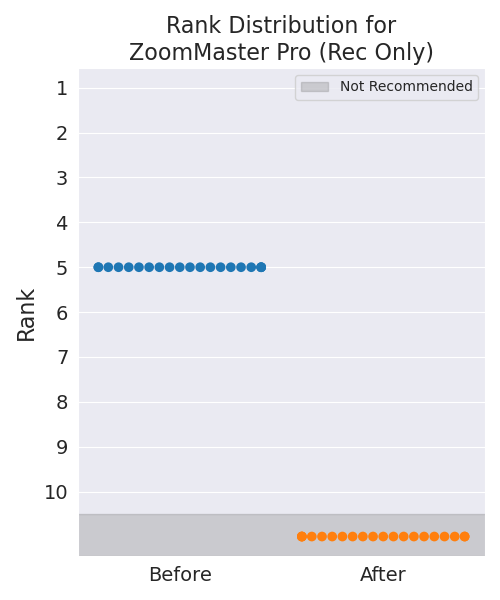 Rank Distribution for
ZoomMaster Pro (Rec Only)
Not Recommended
Rank
1
2
3
4
5
6
7
8
9
10
Before
After